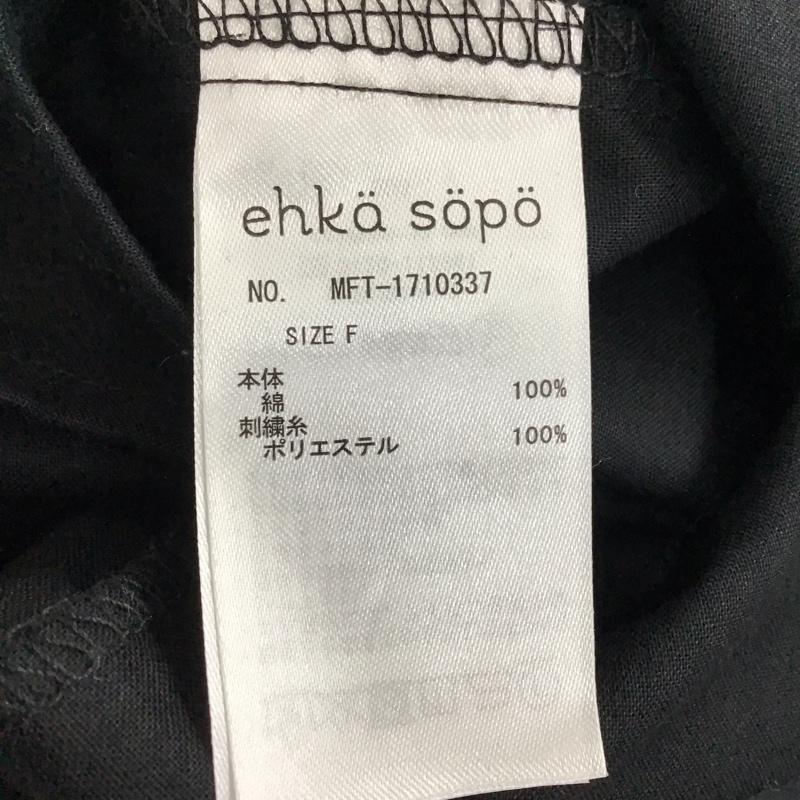 ehkä söpö
NO. MFT-1710337
SIZE F
本体
綿 100%
刺繍糸
ポリエステル 100%